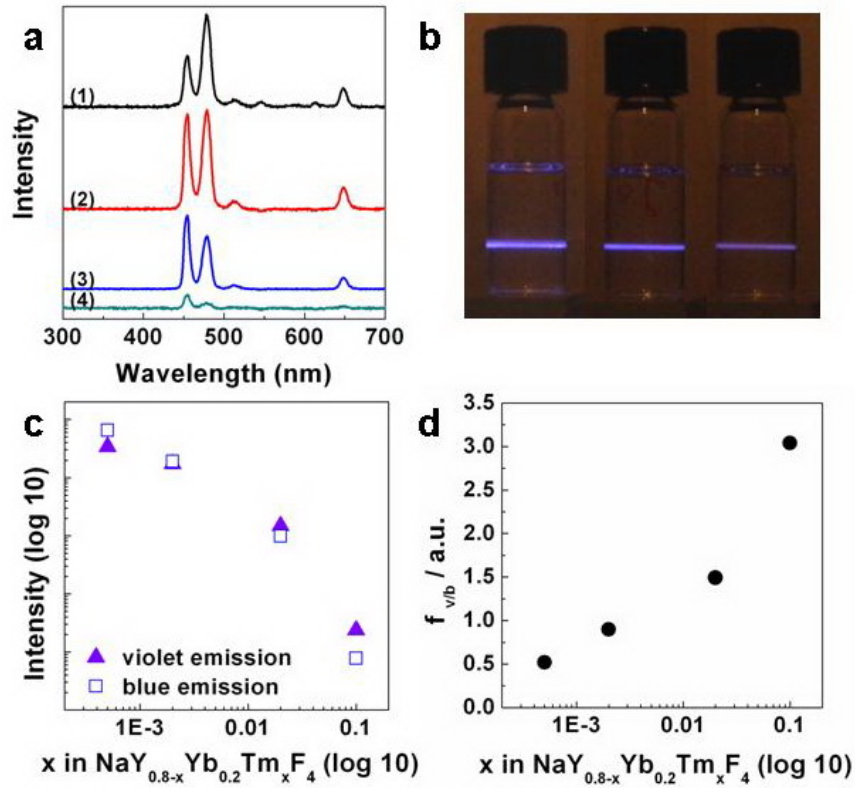 a
Intensity
(1)
(2)
(3)
(4)
300 400 500 600 700
Wavelength (nm)
b
c
Intensity (log 10)
violet emission
blue emission
1E-3 0.01 0.1
x in NaY0.8-xYb0.2TmxF4 (log 10)
d
f v/b / a.u.
3.5
3.0
2.5
2.0
1.5
1.0
0.5
0.0
1E-3 0.01 0.1
x in NaY0.8-xYb0.2TmxF4 (log 10)